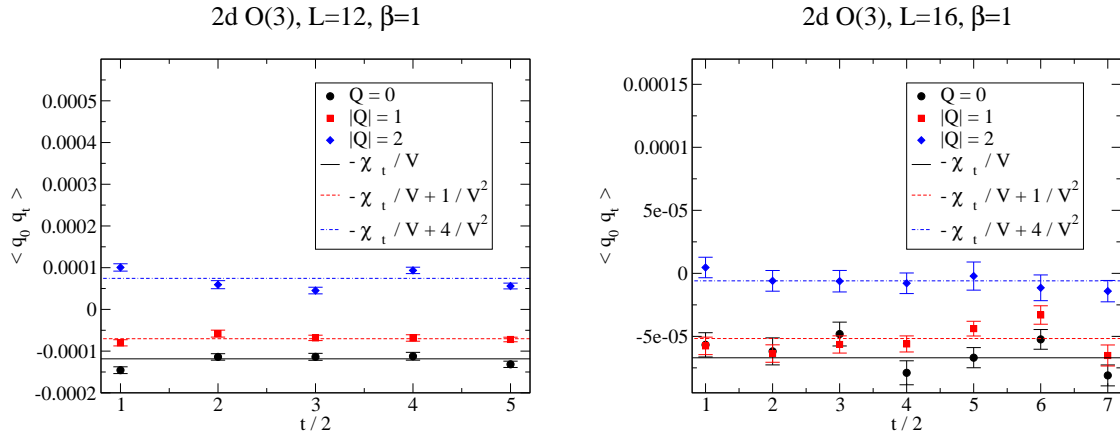 2d O(3), L=12, β=1
0.0005
0.0004
0.0003
0.0002
0.0001
0
-0.0001
-0.0002
< q₀ qₜ >
Q = 0
|Q| = 1
|Q| = 2
- χ ₜ / V
- χ ₜ / V + 1 / V²
- χ ₜ / V + 4 / V²
1 2 3 4 5
t / 2
2d O(3), L=16, β=1
0.00015
0.0001
5e-05
0
-5e-05
< q₀ qₜ >
Q = 0
|Q| = 1
|Q| = 2
- χ ₜ / V
- χ ₜ / V + 1 / V²
- χ ₜ / V + 4 / V²
1 2 3 4 5 6 7
t / 2